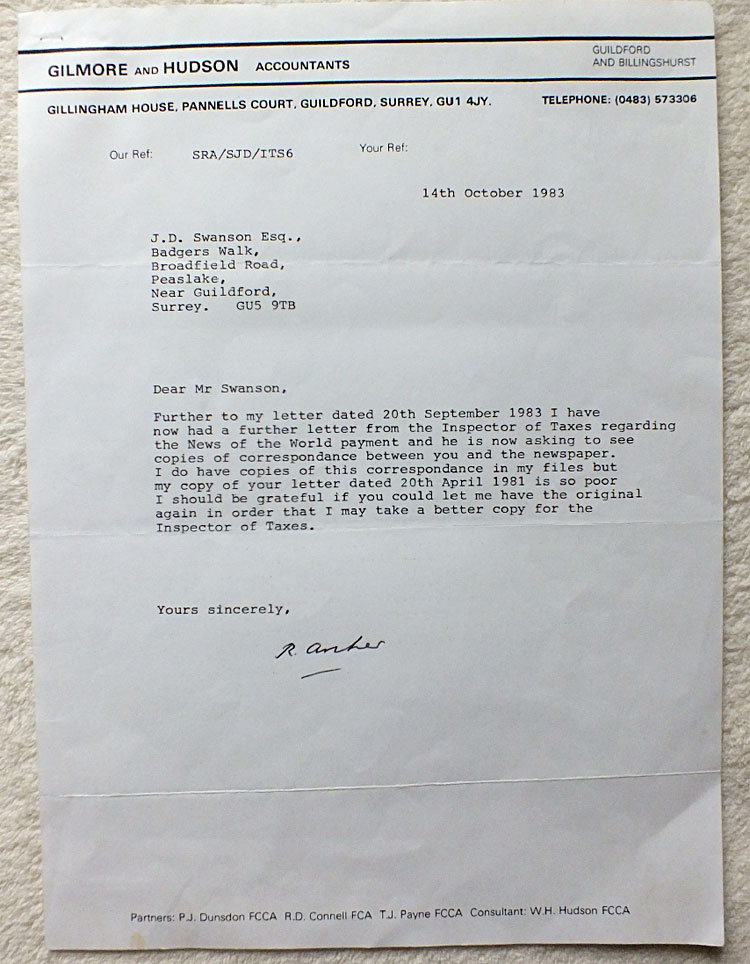 GUILDFORD
AND BILLINGSHURST
GILMORE AND HUDSON ACCOUNTANTS
GILLINGHAM HOUSE, PANNELLS COURT, GUILDFORD, SURREY, GU1 4JY. TELEPHONE: (0483) 573306
Our Ref: SRA/SJD/ITS6 Your Ref:
14th October 1983
J.D. Swanson Esq.,
Badgers Walk,
Broadfield Road,
Peaslake,
Near Guildford,
Surrey. GU5 9TB
Dear Mr Swanson,
Further to my letter dated 20th September 1983 I have
now had a further letter from the Inspector of Taxes regarding
the News of the World payment and he is now asking to see
copies of correspondance between you and the newspaper.
I do have copies of this correspondance in my files but
my copy of your letter dated 20th April 1981 is so poor
I should be grateful if you could let me have the original
again in order that I may take a better copy for the
Inspector of Taxes.
Yours sincerely,
R.
Partners: P.J. Dunsdon FCCA R.D. Connell FCA T.J. Payne FCCA Consultant: W.H. Hudson FCCA